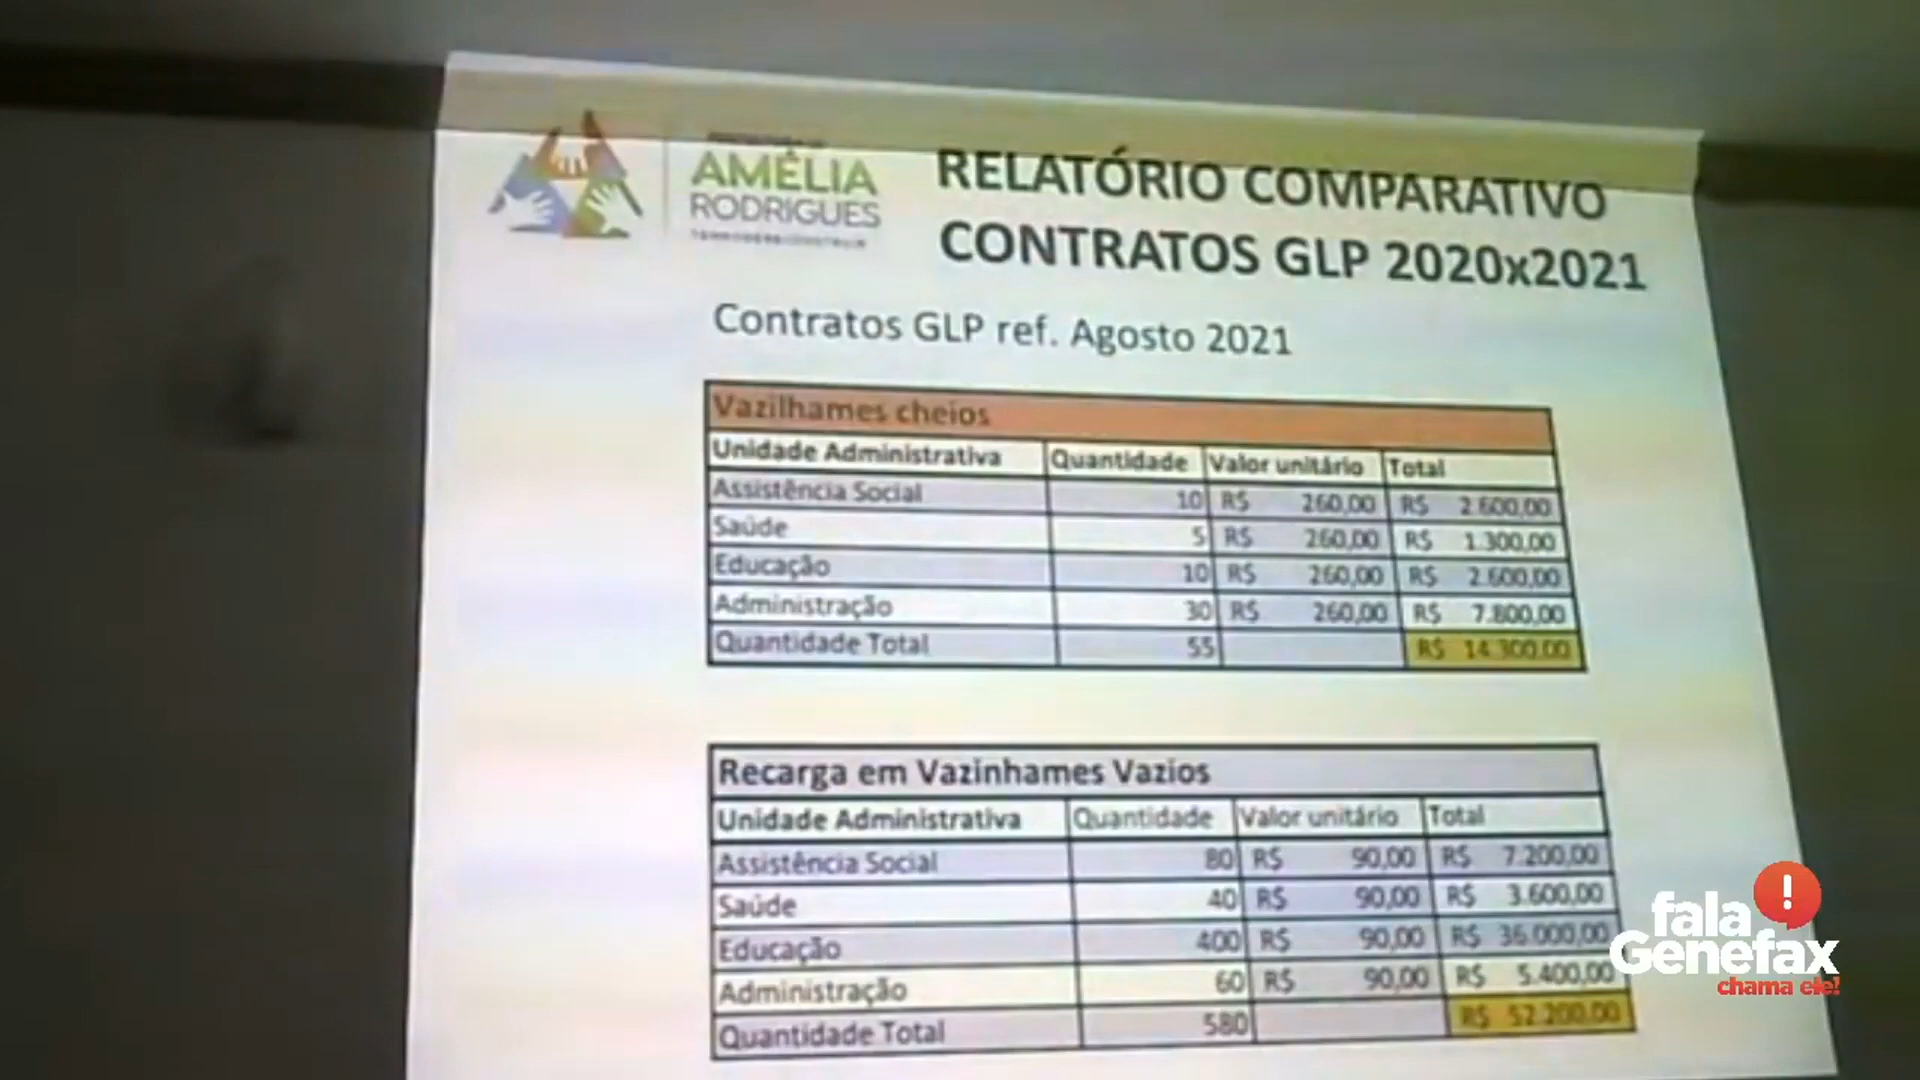 AMÉLIA
RODRIGUES
RELATÓRIO COMPARATIVO
CONTRATOS GLP 2020x2021
Contratos GLP ref. Agosto 2021
Vazilhames cheios
Unidade Administrativa Quantidade Valor unitário Total
Assistência Social 10 R$ 260,00 R$ 2.600,00
Saúde 5 R$ 260,00 R$ 1.300,00
Educação 10 R$ 260,00 R$ 2.600,00
Administração 30 R$ 260,00 R$ 7.800,00
Quantidade Total 55 R$ 14.300,00
Recarga em Vazinhames Vazios
Unidade Administrativa Quantidade Valor unitário Total
Assistência Social 80 R$ 90,00 R$ 7.200,00
Saúde 40 R$ 90,00 R$ 3.600,00
Educação 400 R$ 90,00 R$ 36.000,00
Administração 60 R$ 90,00 R$ 5.400,00
Quantidade Total 580 R$ 52.200,00
fala
Genefax
chama ele!